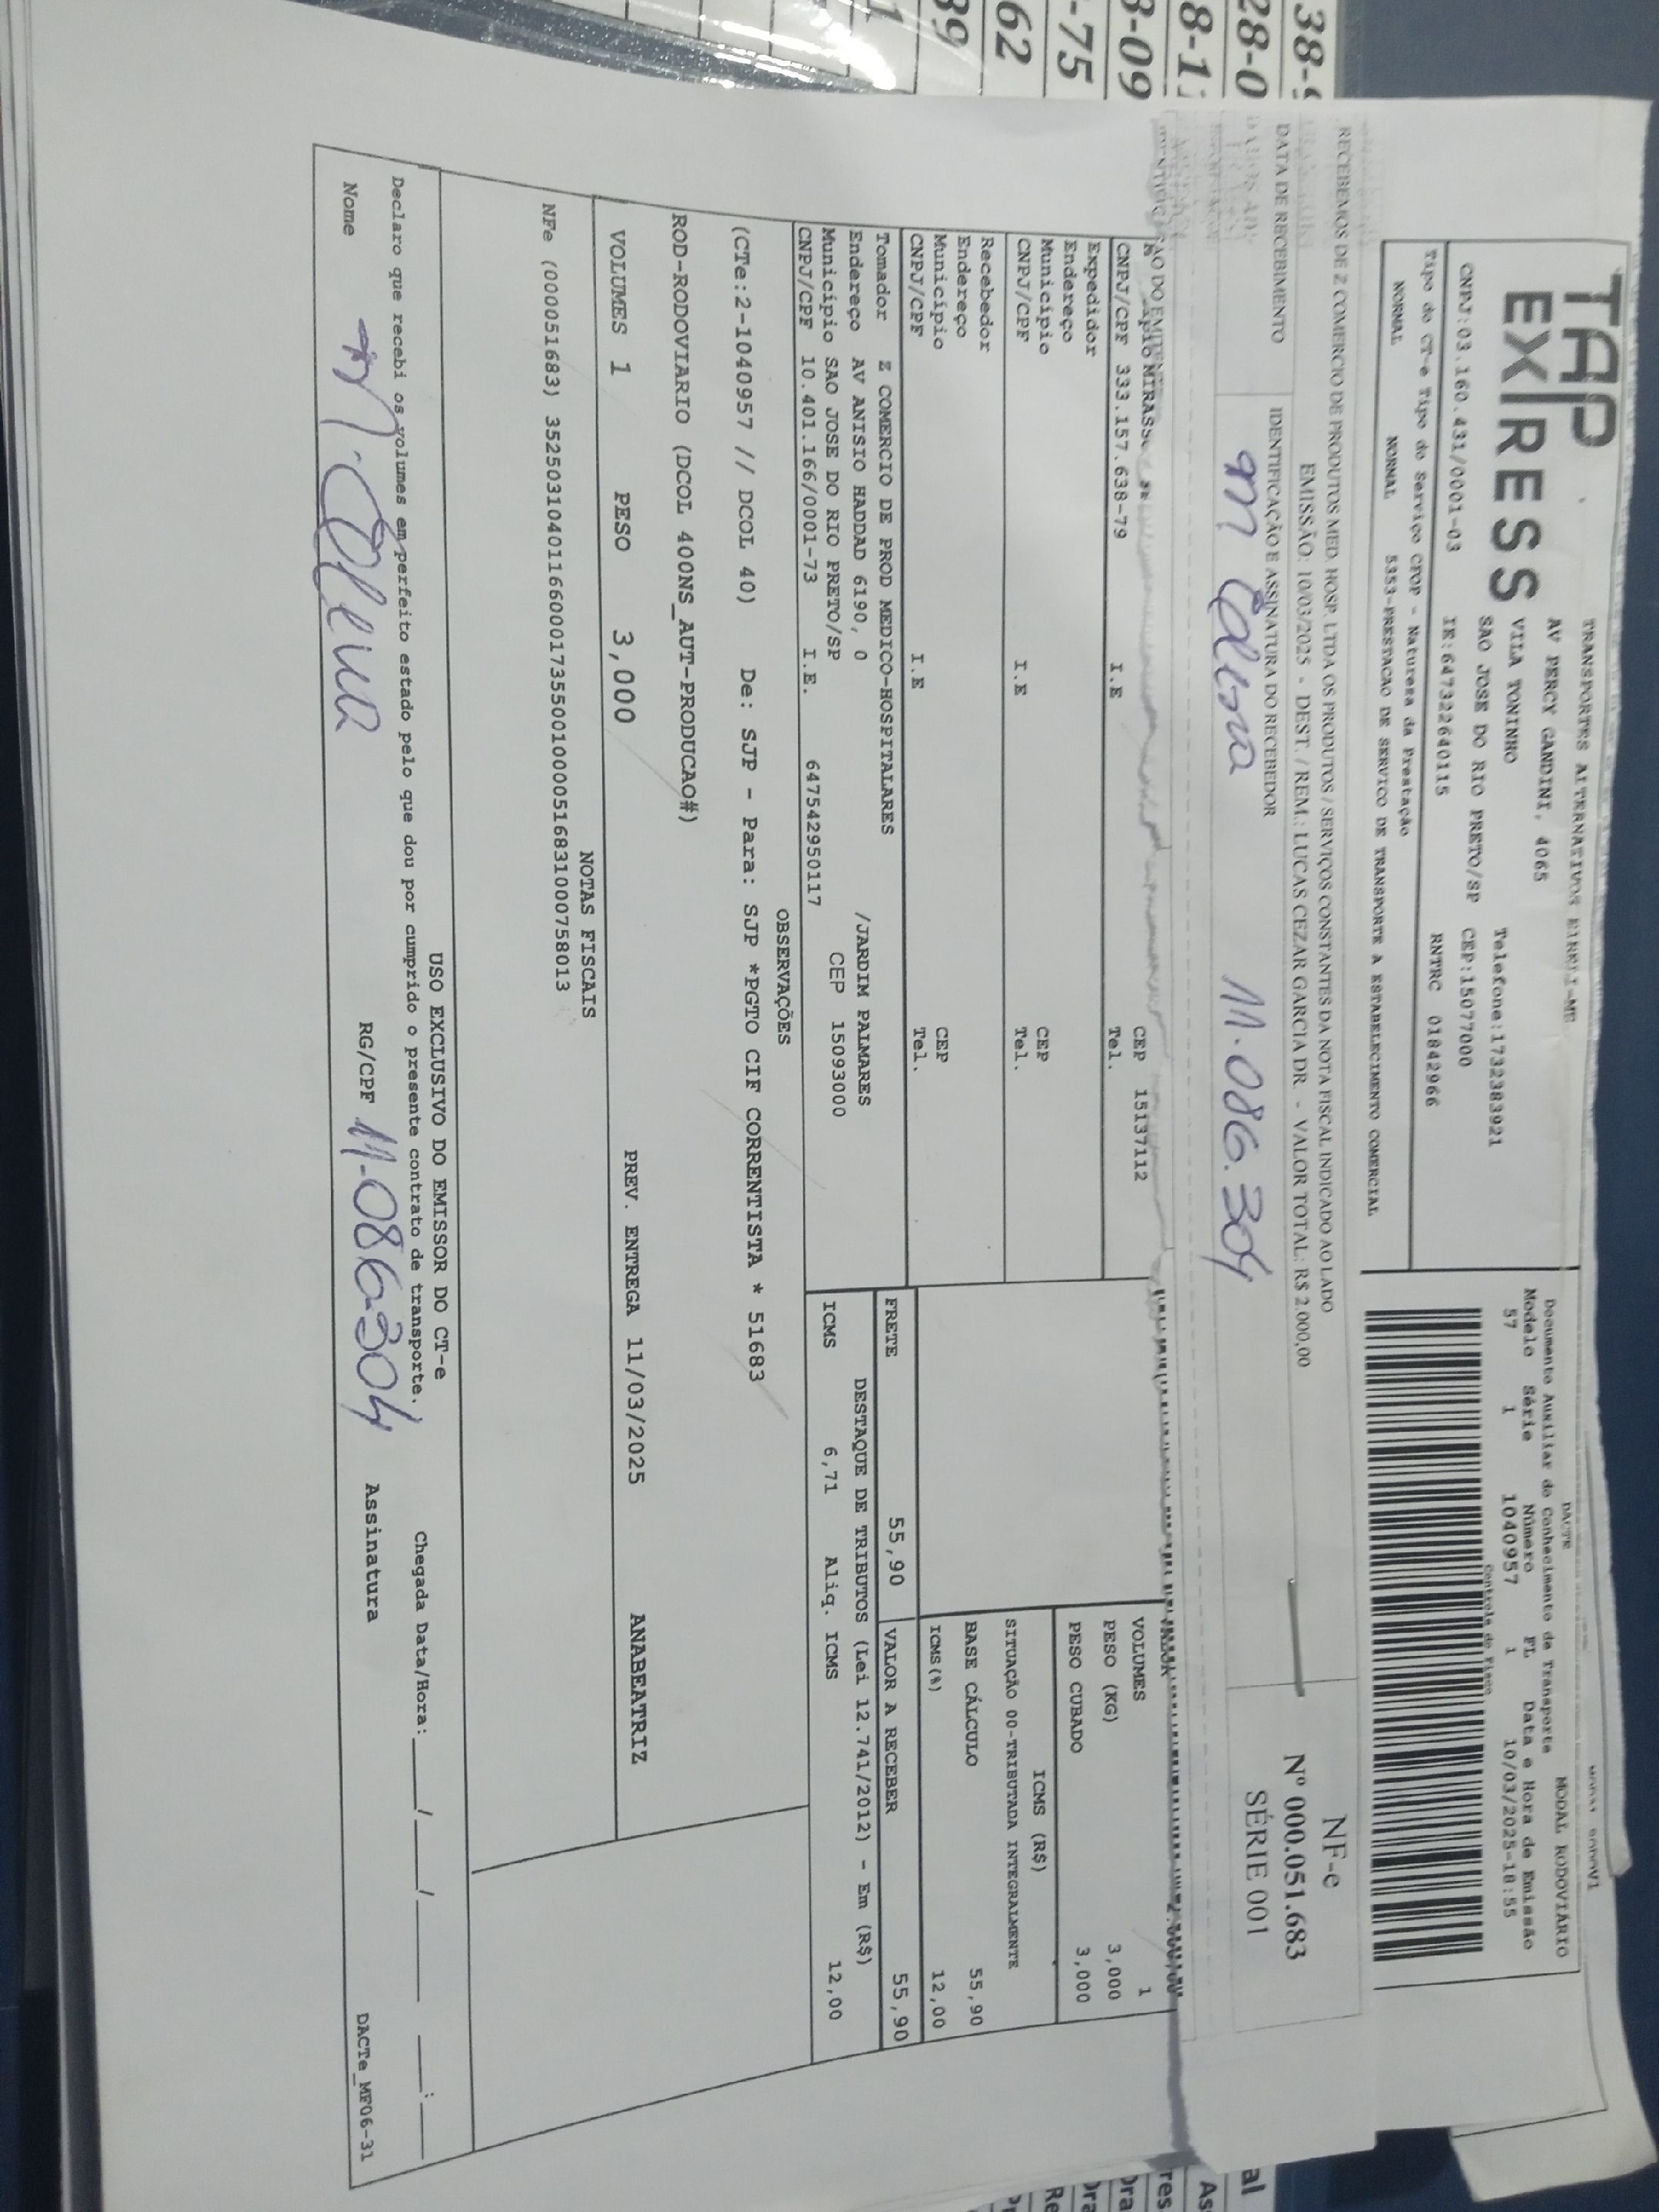 TAP
EXPRESS
TRANSPORTES ALTERNATIVOS EIRELI-ME
AV PERCY GANDINI, 4065
VILA TONINHO Telefone:1732383921
SAO JOSE DO RIO PRETO/SP CEP:15077000
CNPJ:03.160.431/0001-03 IE:647322640115 RNTRC 01842966
Tipo do CT-e Tipo do Serviço CFOP - Natureza da Prestação
NORMAL NORMAL 5353-PRESTACAO DE SERVICO DE TRANSPORTE A ESTABELECIMENTO COMERCIAL
DACTE
MODAL RODOVIÁRIO
Documento Auxiliar do Conhecimento de Transporte
Modelo Série Número FL Data e Hora de Emissão
57 1 1040957 1 10/03/2025-18:55
Controle do Fisco
RECEBEMOS DE Z COMERCIO DE PRODUTOS MED. HOSP. LTDA OS PRODUTOS / SERVIÇOS CONSTANTES DA NOTA FISCAL INDICADO AO LADO
EMISSÃO: 10/03/2025 - DEST. / REM.: LUCAS CEZAR GARCIA DR. - VALOR TOTAL: R$ 2.000,00
DATA DE RECEBIMENTO IDENTIFICAÇÃO E ASSINATURA DO RECEBEDOR
11.086.304
NF-e
Nº 000.051.683
SÉRIE 001
CEP 15137112
CNPJ/CPF 333.157.638-79 I.E Tel.
Expedidor
Endereço
Município CEP
CNPJ/CPF I.E Tel.
Recebedor
Endereço
Município CEP
CNPJ/CPF I.E Tel.
VOLUMES 1
PESO (KG) 3,000
PESO CUBADO 3,000
ICMS (R$)
SITUAÇÃO 00-TRIBUTADA INTEGRALMENTE
BASE CÁLCULO 55,90
ICMS(%) 12,00
Tomador Z COMERCIO DE PROD MEDICO-HOSPITALARES
Endereço AV ANISIO HADDAD 6190, 0 /JARDIM PALMARES
Município SAO JOSE DO RIO PRETO/SP CEP 15093000
CNPJ/CPF 10.401.166/0001-73 I.E. 647542950117
FRETE 55,90 VALOR A RECEBER 55,90
DESTAQUE DE TRIBUTOS (Lei 12.741/2012) - Em (R$)
ICMS 6,71 Aliq. ICMS 12,00
OBSERVAÇÕES
(CTe:2-1040957 // DCOL 40) De: SJP - Para: SJP *PGTO CIF CORRENTISTA * 51683
ROD-RODOVIARIO (DCOL 400NS_AUT-PRODUCAO#)
VOLUMES 1 PESO 3,000 PREV. ENTREGA 11/03/2025 ANABEATRIZ
NOTAS FISCAIS
NFe (000051683) 35250310401166000173550010000516831000758013
USO EXCLUSIVO DO EMISSOR DO CT-e
Declaro que recebi os volumes em perfeito estado pelo que dou por cumprido o presente contrato de transporte. Chegada Data/Hora:____/____/____ ___:___
Nome RG/CPF 11.086.304 Assinatura
DACTe_MF06-31